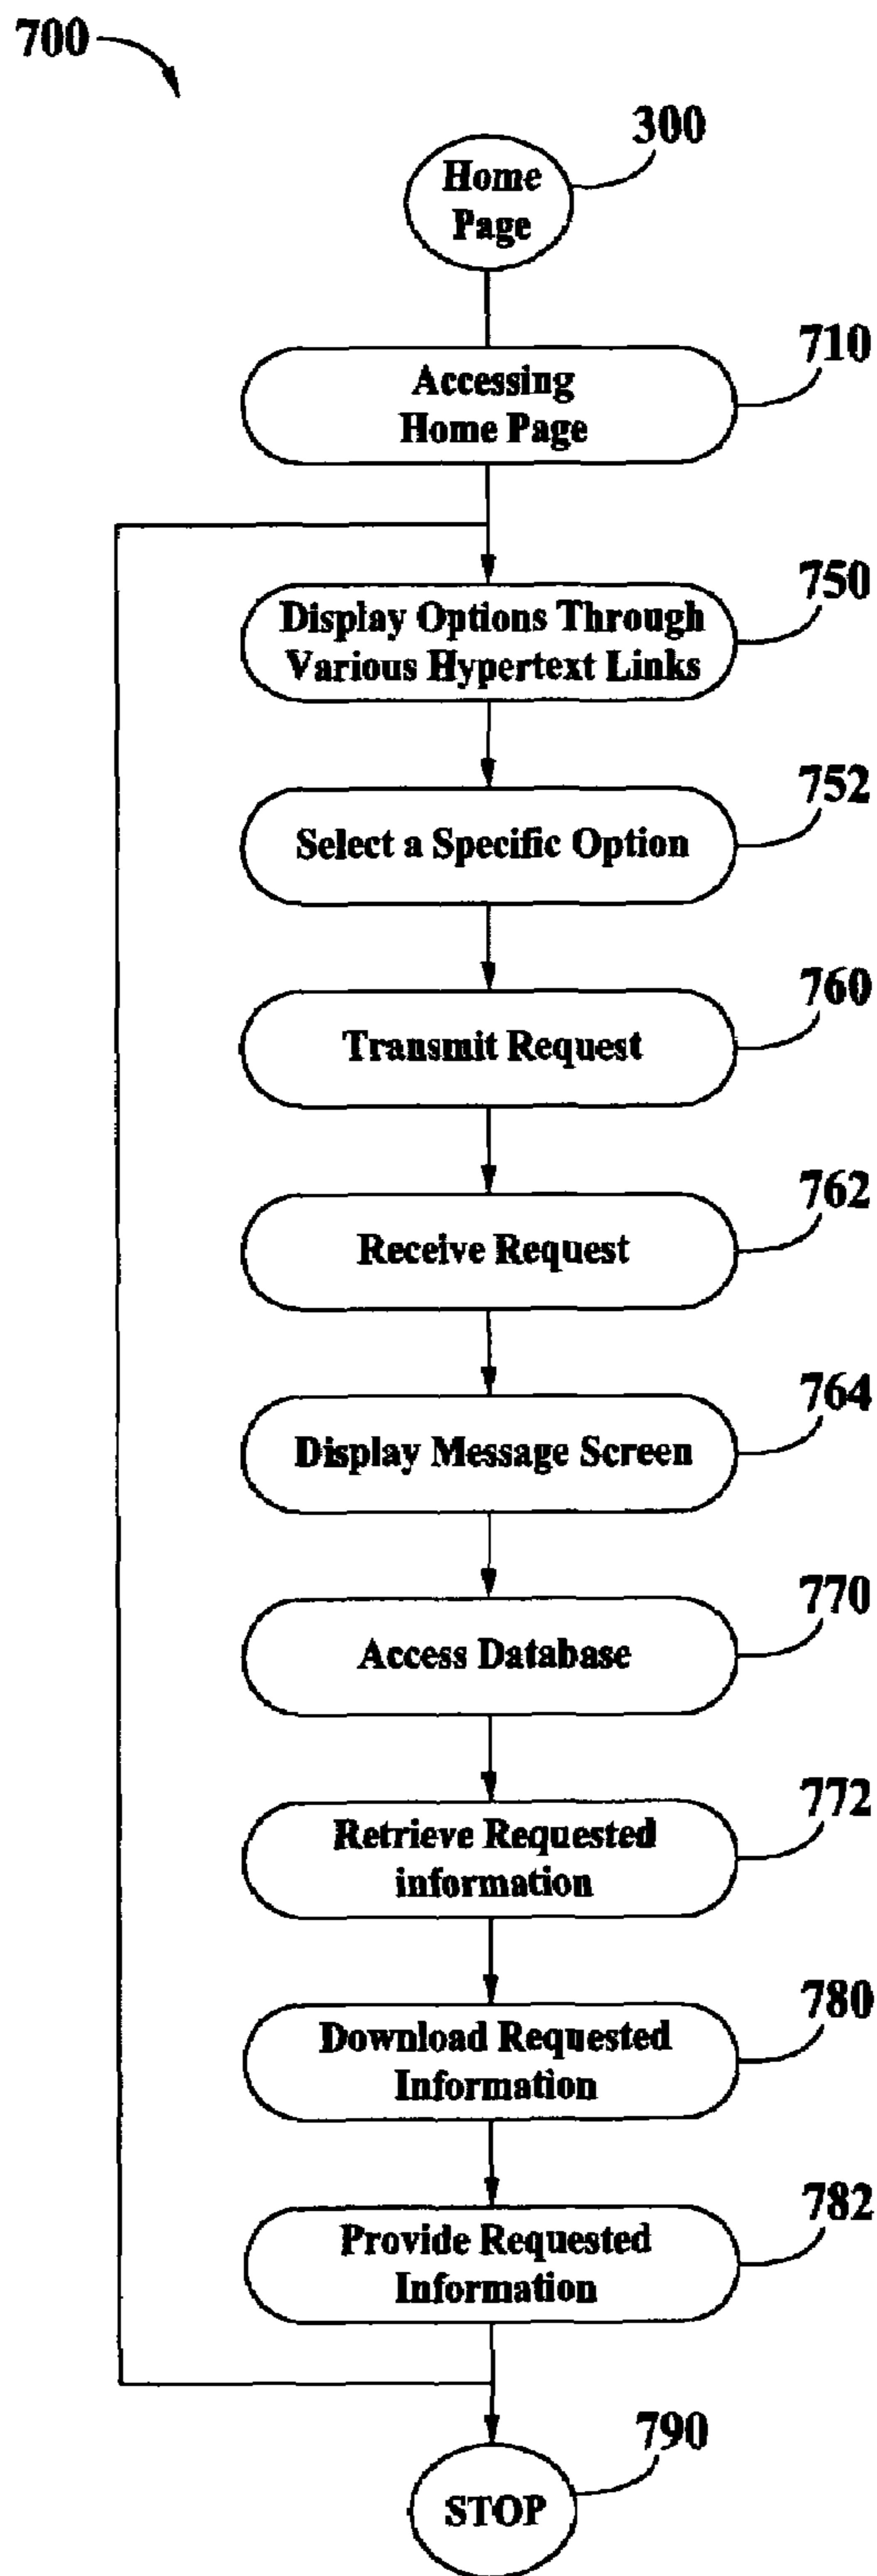 700
300
Home
Page
710
Accessing
Home Page
750
Display Options Through
Various Hypertext Links
752
Select a Specific Option
760
Transmit Request
762
Receive Request
764
Display Message Screen
770
Access Database
772
Retrieve Requested
information
780
Download Requested
Information
782
Provide Requested
Information
790
STOP